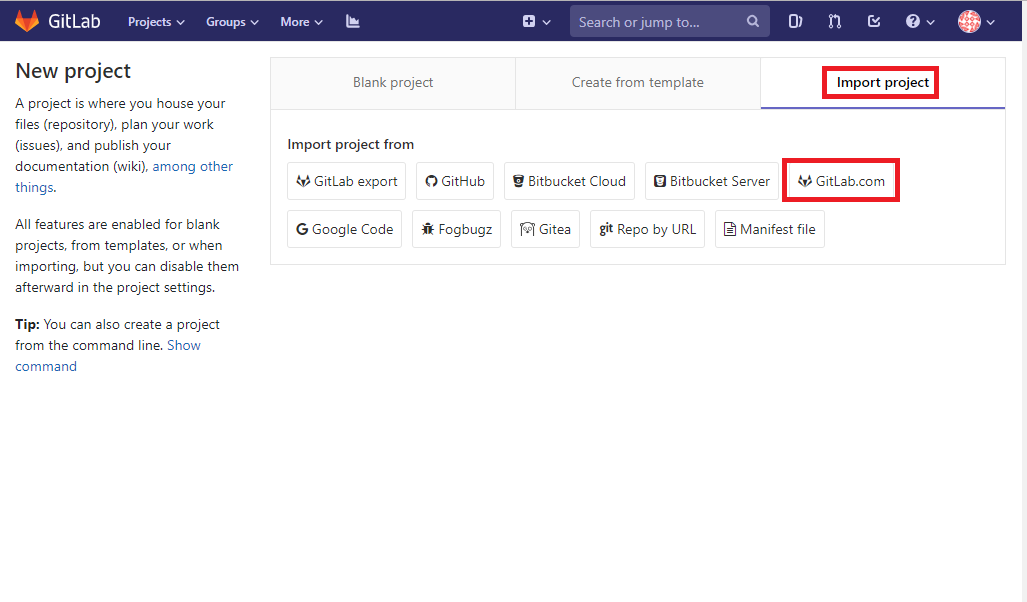 GitLab Projects Groups More Search or jump to...
New project
A project is where you house your
files (repository), plan your work
(issues), and publish your
documentation (wiki), among other
things.
All features are enabled for blank
projects, from templates, or when
importing, but you can disable them
afterward in the project settings.
Tip: You can also create a project
from the command line. Show
command
Blank project Create from template Import project
Import project from
GitLab export GitHub Bitbucket Cloud Bitbucket Server GitLab.com
Google Code Fogbugz Gitea git Repo by URL Manifest file